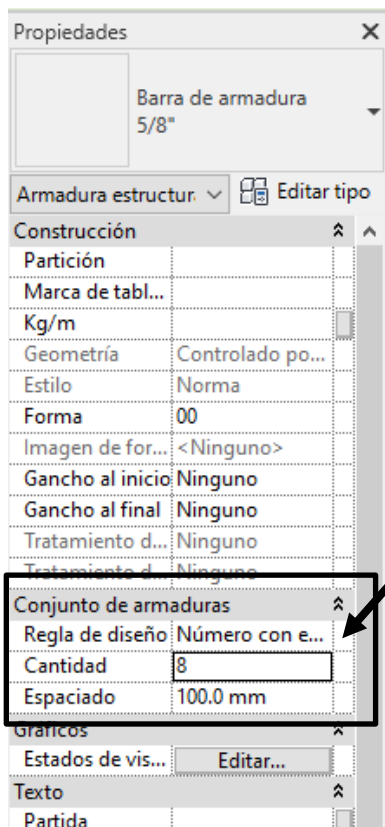 Propiedades
Barra de armadura
5/8"
Armadura estructur. Editar tipo
Construcción
Partición
Marca de tabl...
Kg/m
Geometría Controlado po...
Estilo Norma
Forma 00
Imagen de for... <Ninguno>
Gancho al inicio Ninguno
Gancho al final Ninguno
Tratamiento d... Ninguno
Tratamiento d... Ninguno
Conjunto de armaduras
Regla de diseño Número con e...
Cantidad 8
Espaciado 100.0 mm
Gráficos
Estados de vis... Editar...
Texto
Partida